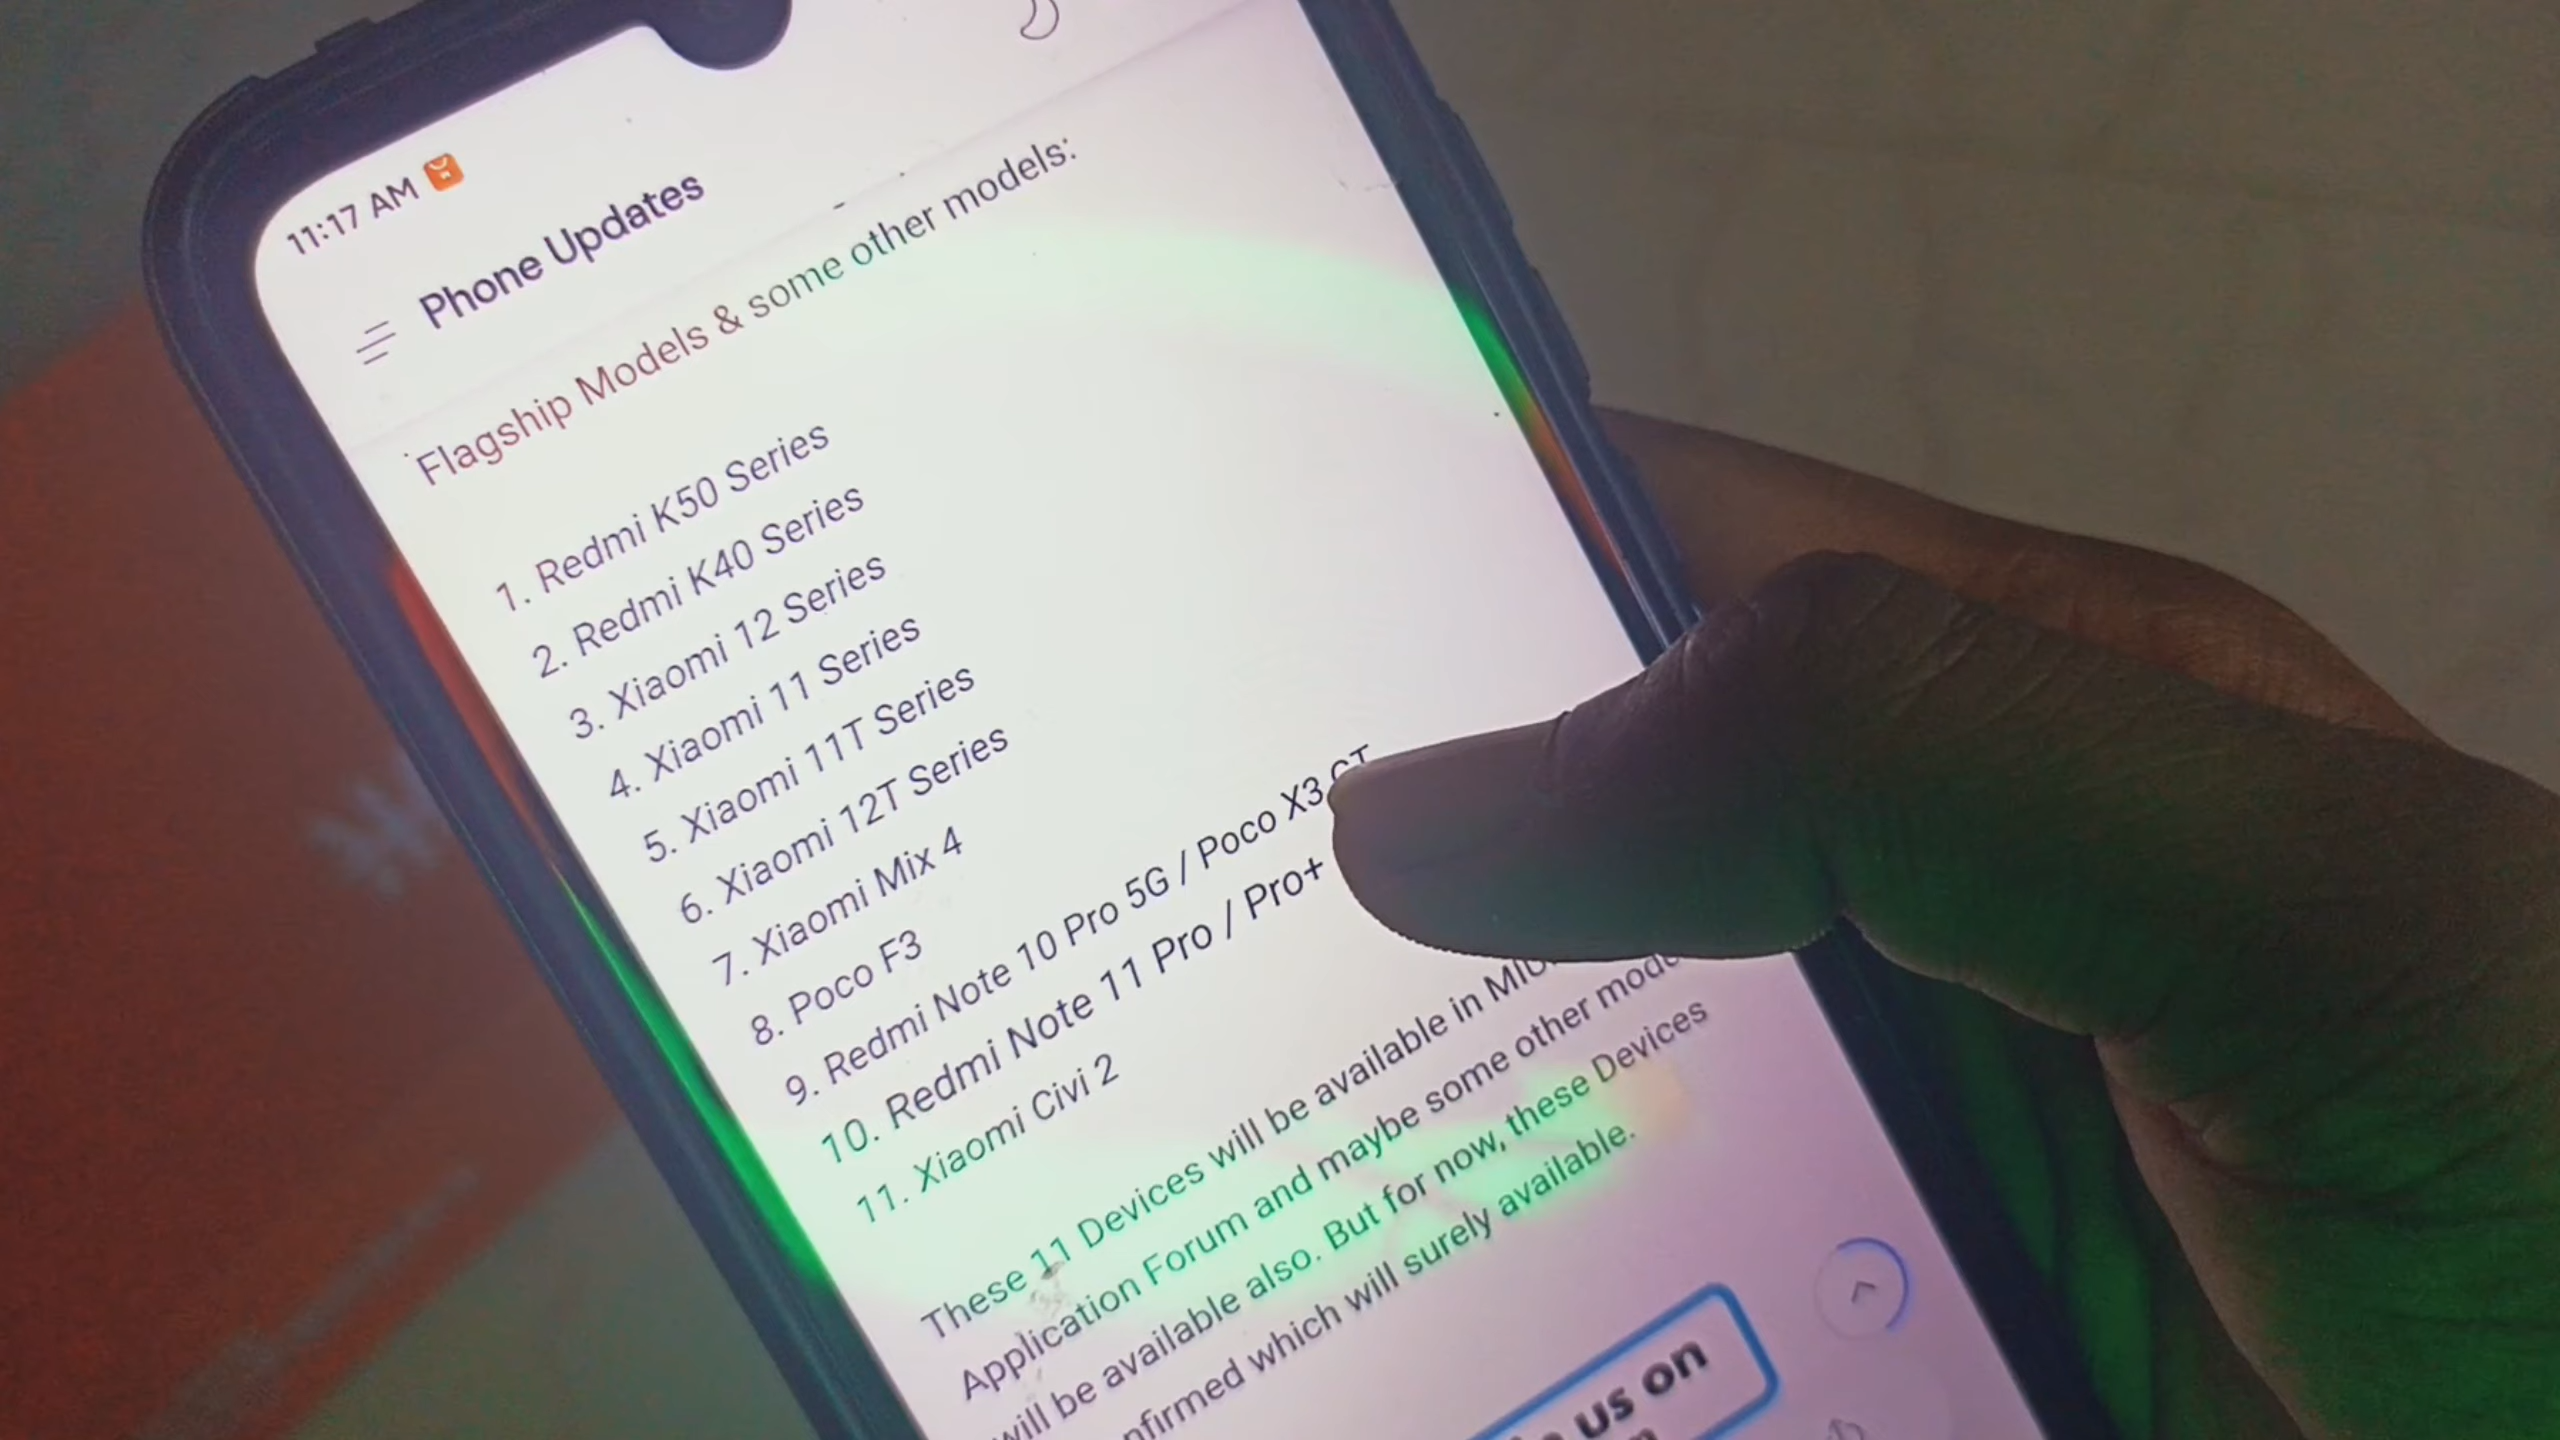 11:17 AM
Phone Updates
Flagship Models & some other models:
1. Redmi K50 Series
2. Redmi K40 Series
3. Xiaomi 12 Series
4. Xiaomi 11 Series
5. Xiaomi 11T Series
6. Xiaomi 12T Series
7. Xiaomi Mix 4
8. Poco F3
9. Redmi Note 10 Pro 5G / Poco X3 GT
10. Redmi Note 11 Pro / Pro+
11. Xiaomi Civi 2
These 11 Devices will be available in
Application Forum and maybe some other
will be available also. But for now, these Devices
which will surely available.
us on